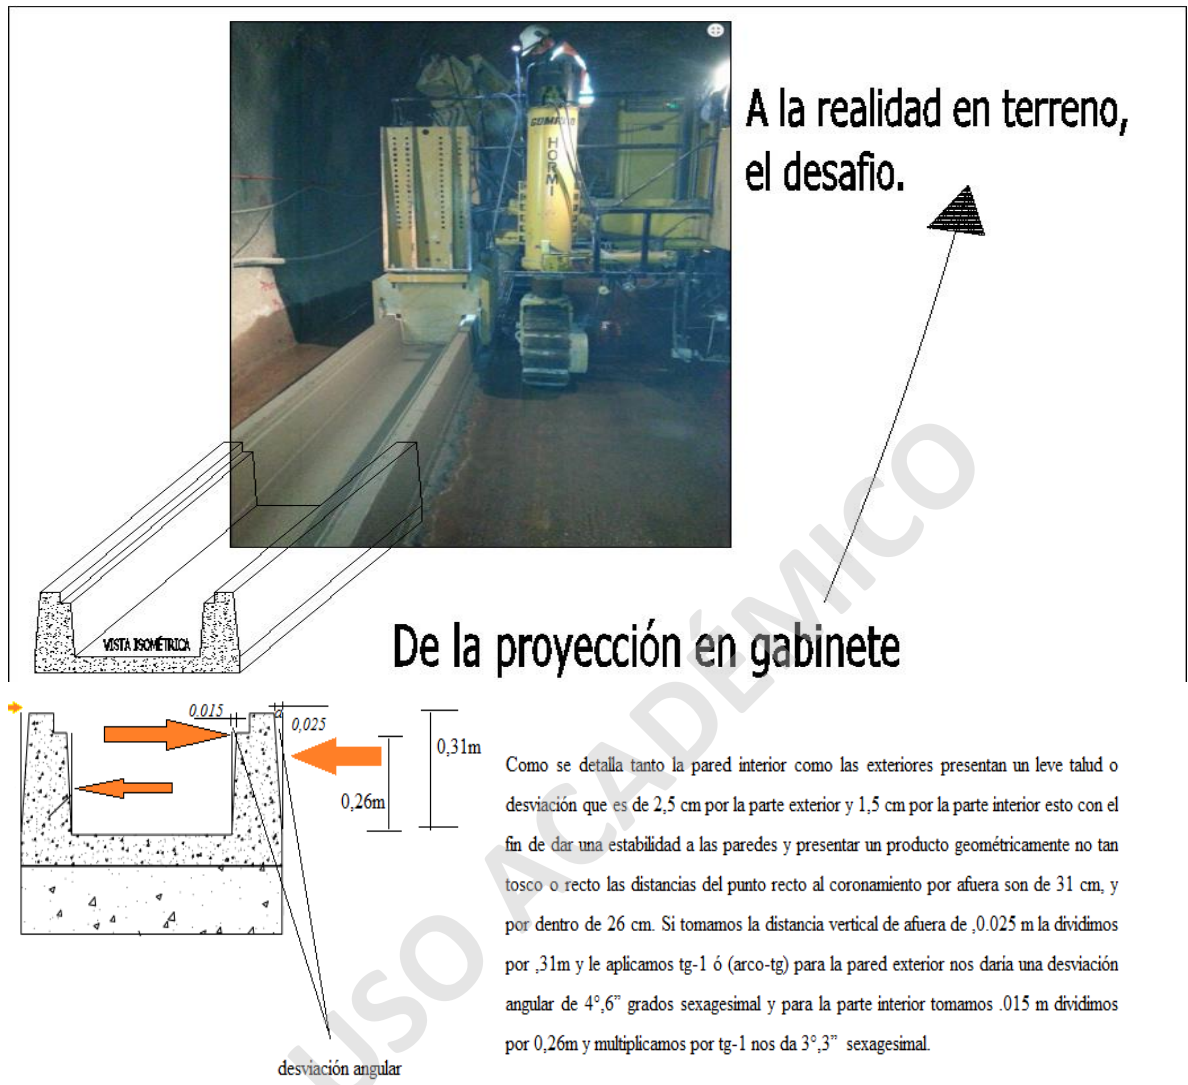 GOMACO
HORMI
A la realidad en terreno,
el desafio.
VISTA ISOMÉTRICA
De la proyección en gabinete
0,015
0,025
0,31m
0,26m
desviación angular
Como se detalla tanto la pared interior como las exteriores presentan un leve talud o
desviación que es de 2,5 cm por la parte exterior y 1,5 cm por la parte interior esto con el
fin de dar una estabilidad a las paredes y presentar un producto geométricamente no tan
tosco o recto las distancias del punto recto al coronamiento por afuera son de 31 cm, y
por dentro de 26 cm. Si tomamos la distancia vertical de afuera de ,0.025 m la dividimos
por ,31m y le aplicamos tg-1 ó (arco-tg) para la pared exterior nos daria una desviación
angular de 4°,6” grados sexagesimal y para la parte interior tomamos .015 m dividimos
por 0,26m y multiplicamos por tg-1 nos da 3°,3” sexagesimal.
USO ACADÉMICO